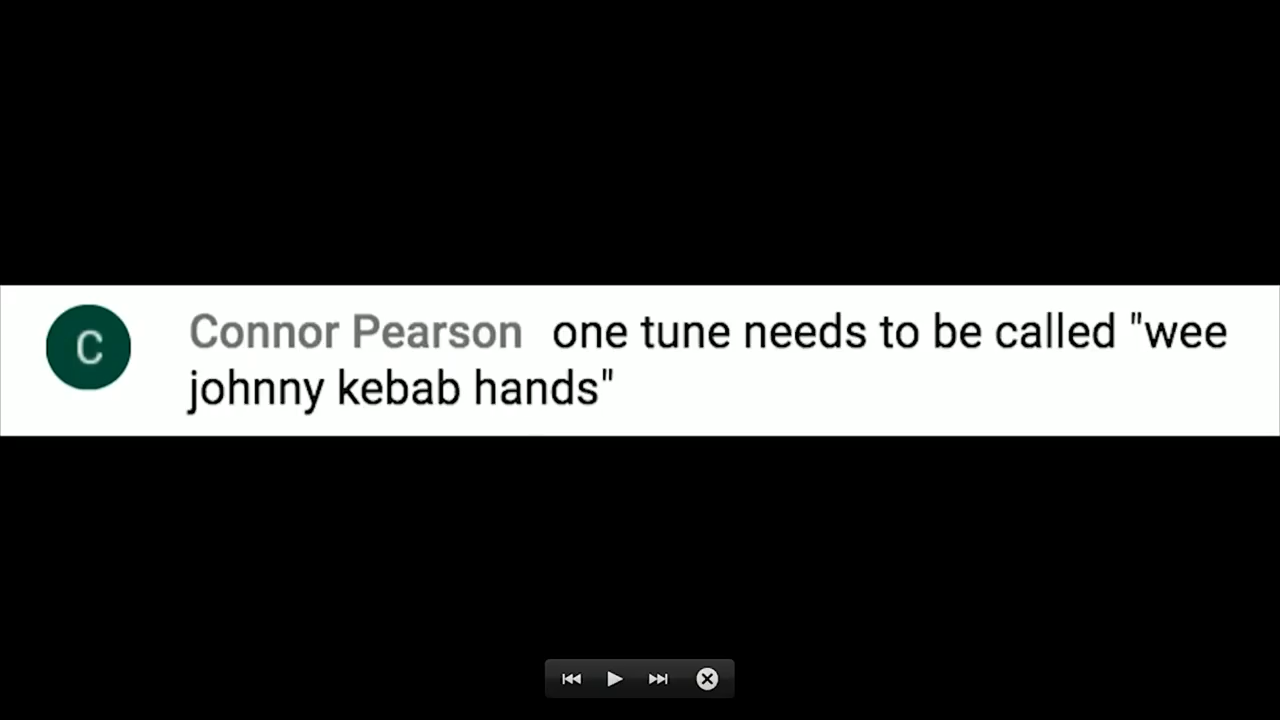 C
Connor Pearson one tune needs to be called "wee
johnny kebab hands"